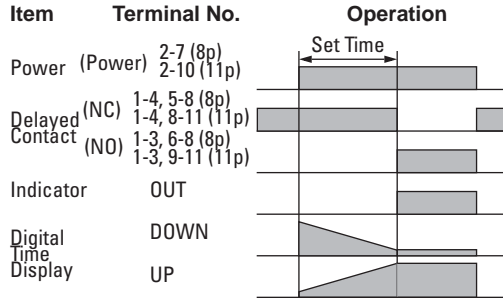 Item Terminal No. Operation
Set Time
Power (Power) 2-7 (8p)
2-10 (11p)
Delayed Contact (NC) 1-4, 5-8 (8p)
1-4, 8-11 (11p)
(NO) 1-3, 6-8 (8p)
1-3, 9-11 (11p)
Indicator OUT
Digital Time Display DOWN
UP